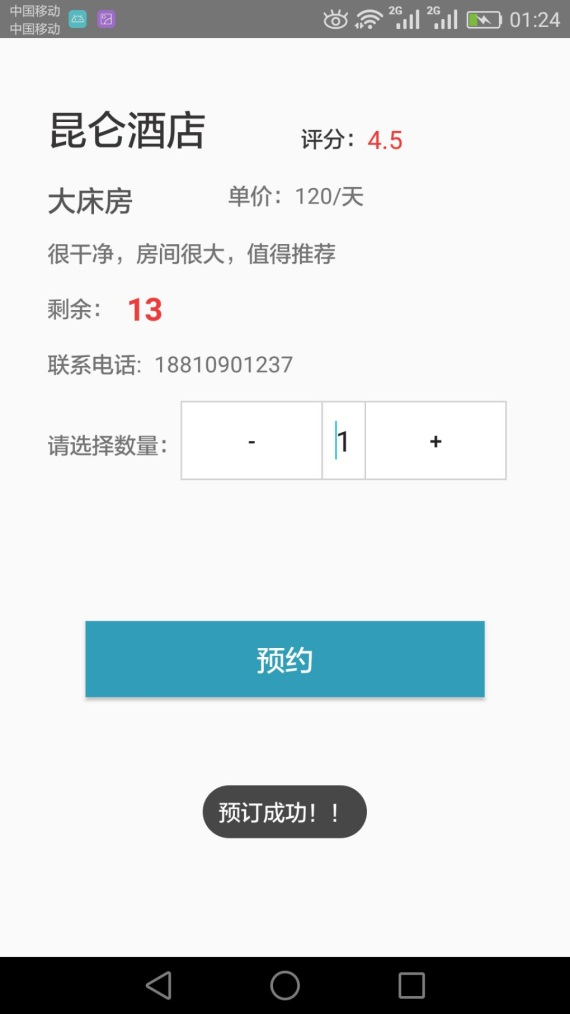 中国移动
中国移动
2G 2G 01:24
昆仑酒店
评分：4.5
大床房
单价：120/天
很干净，房间很大，值得推荐
剩余： 13
联系电话: 18810901237
请选择数量： - 1 +
预约
预订成功！！